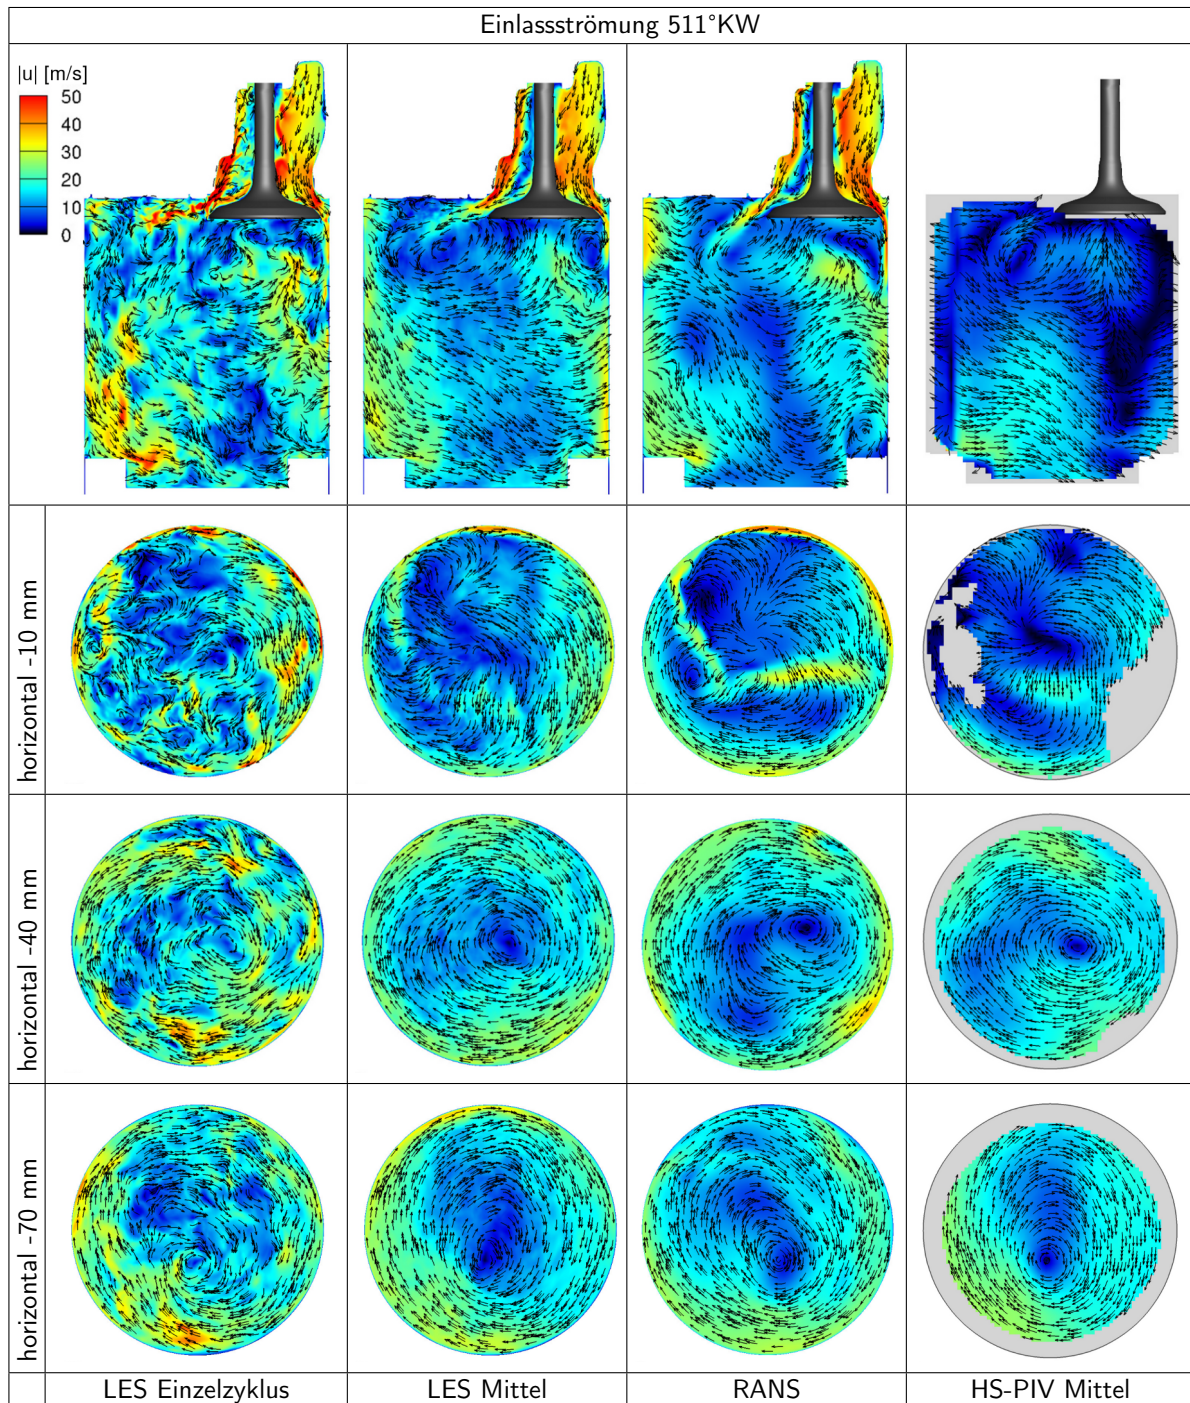 Einlassströmung 511°KW
|u| [m/s]
50
40
30
20
10
0
horizontal -10 mm
horizontal -40 mm
horizontal -70 mm
LES Einzelzyklus
LES Mittel
RANS
HS-PIV Mittel